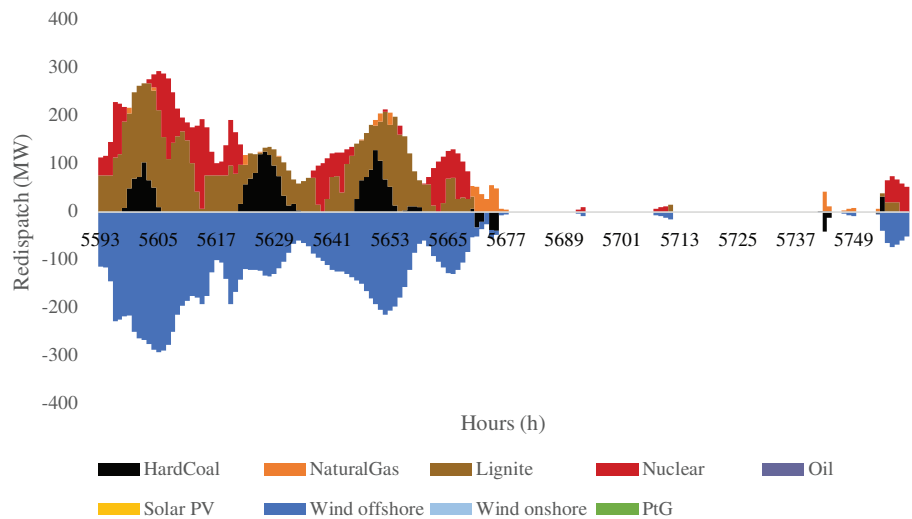 400
300
200
100
0
-100
-200
-300
-400
Redispatch (MW)
5593 5605 5617 5629 5641 5653 5665 5677 5689 5701 5713 5725 5737 5749
Hours (h)
HardCoal NaturalGas Lignite Nuclear Oil
Solar PV Wind offshore Wind onshore PtG